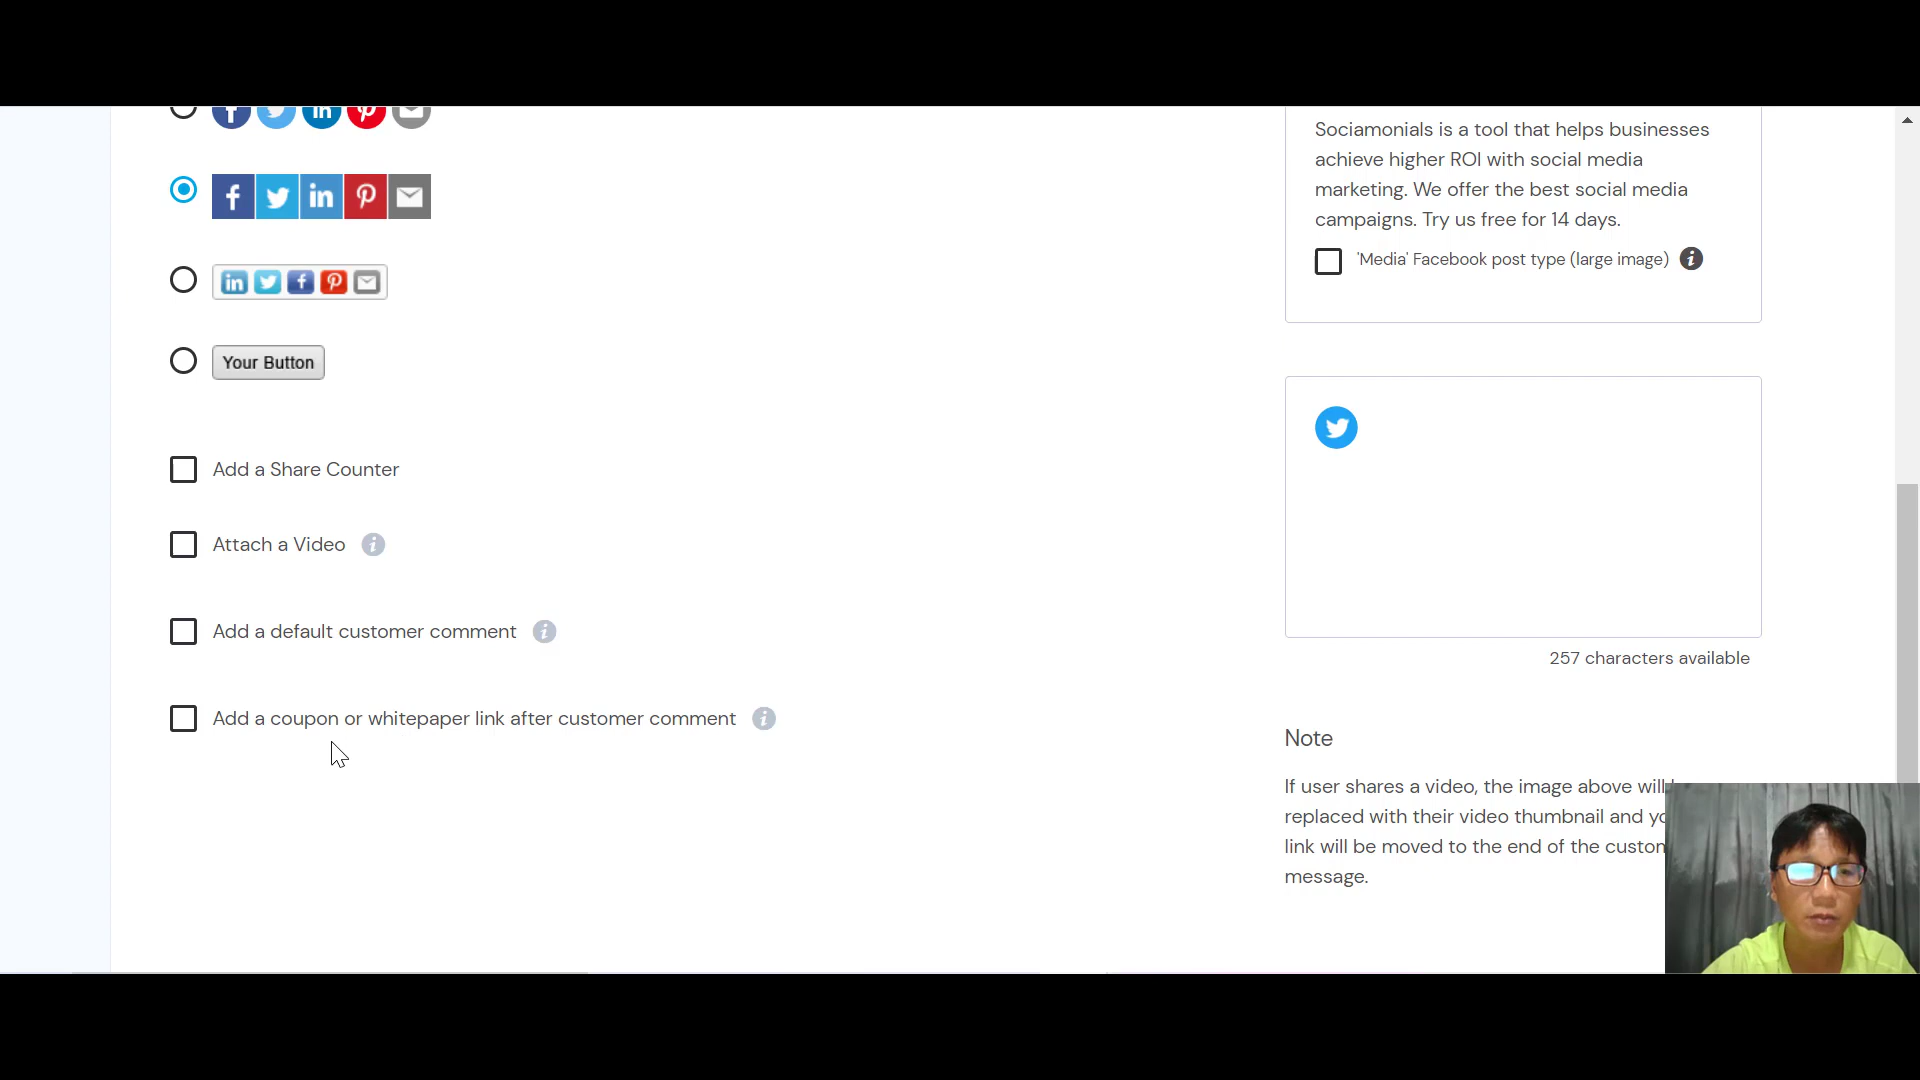 Sociamonials is a tool that helps businesses
achieve higher ROI with social media
marketing. We offer the best social media
campaigns. Try us free for 14 days.
'Media' Facebook post type (large image)
Your Button
Add a Share Counter
Attach a Video
Add a default customer comment
Add a coupon or whitepaper link after customer comment
257 characters available
Note
If user shares a video, the image above will
replaced with their video thumbnail and
link will be moved to the end of the
message.